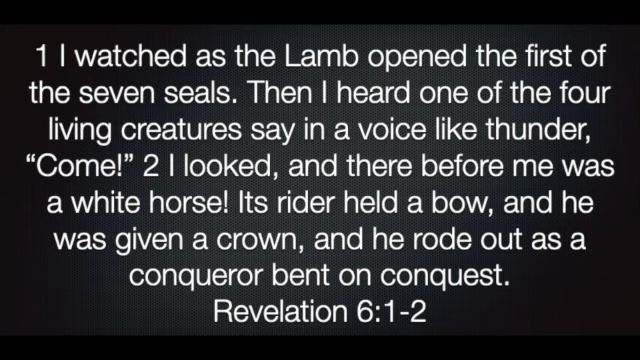 1 I watched as the Lamb opened the first of
the seven seals. Then I heard one of the four
living creatures say in a voice like thunder,
“Come!” 2 I looked, and there before me was
a white horse! Its rider held a bow, and he
was given a crown, and he rode out as a
conqueror bent on conquest.
Revelation 6:1-2